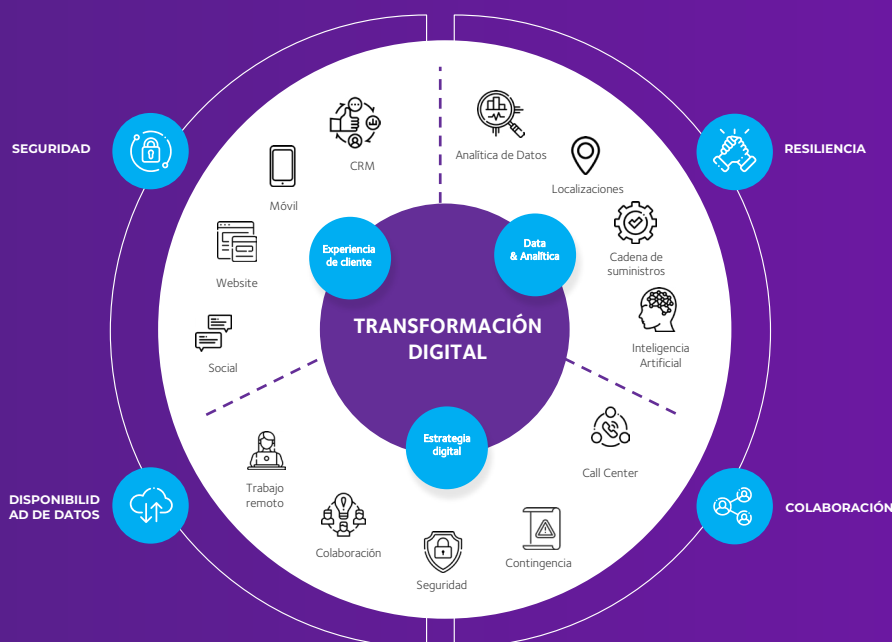 SEGURIDAD
RESILIENCIA
DISPONIBILID
AD DE DATOS
COLABORACIÓN
CRM
Móvil
Website
Social
Analítica de Datos
Localizaciones
Cadena de
suministros
Inteligencia
Artificial
Experiencia
de cliente
Data
& Analítica
TRANSFORMACIÓN
DIGITAL
Estrategia
digital
Trabajo
remoto
Colaboración
Seguridad
Contingencia
Call Center